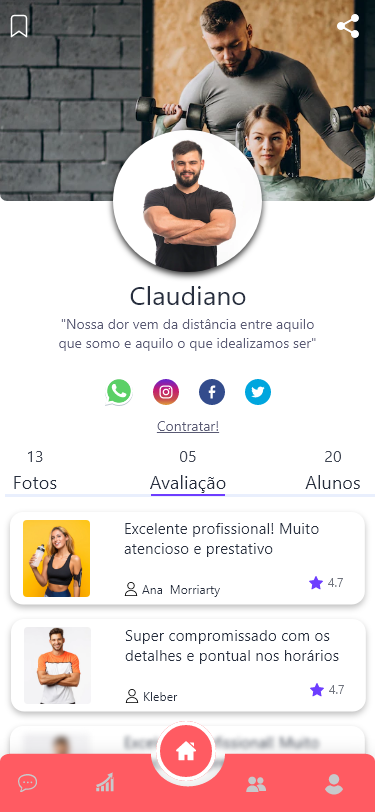 Claudiano
"Nossa dor vem da distância entre aquilo
que somo e aquilo o que idealizamos ser"
Contratar!
13
Fotos
05
Avaliação
20
Alunos
Excelente profissional! Muito
atencioso e prestativo
Ana Morriarty
4.7
Super compromissado com os
detalhes e pontual nos horários
Kleber
4.7
Excelente profissional! Muito